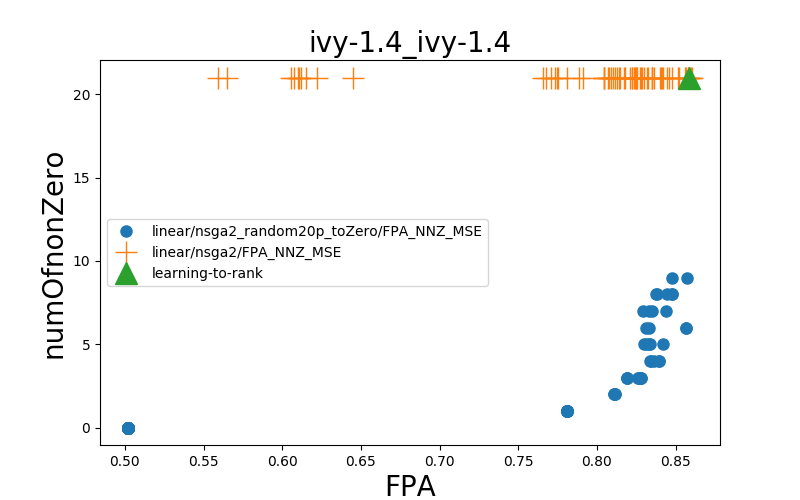 ivy-1.4_ivy-1.4
numOfnonZero
20
15
10
5
0
linear/nsga2_random20p_toZero/FPA_NNZ_MSE
linear/nsga2/FPA_NNZ_MSE
learning-to-rank
0.50 0.55 0.60 0.65 0.70 0.75 0.80 0.85
FPA